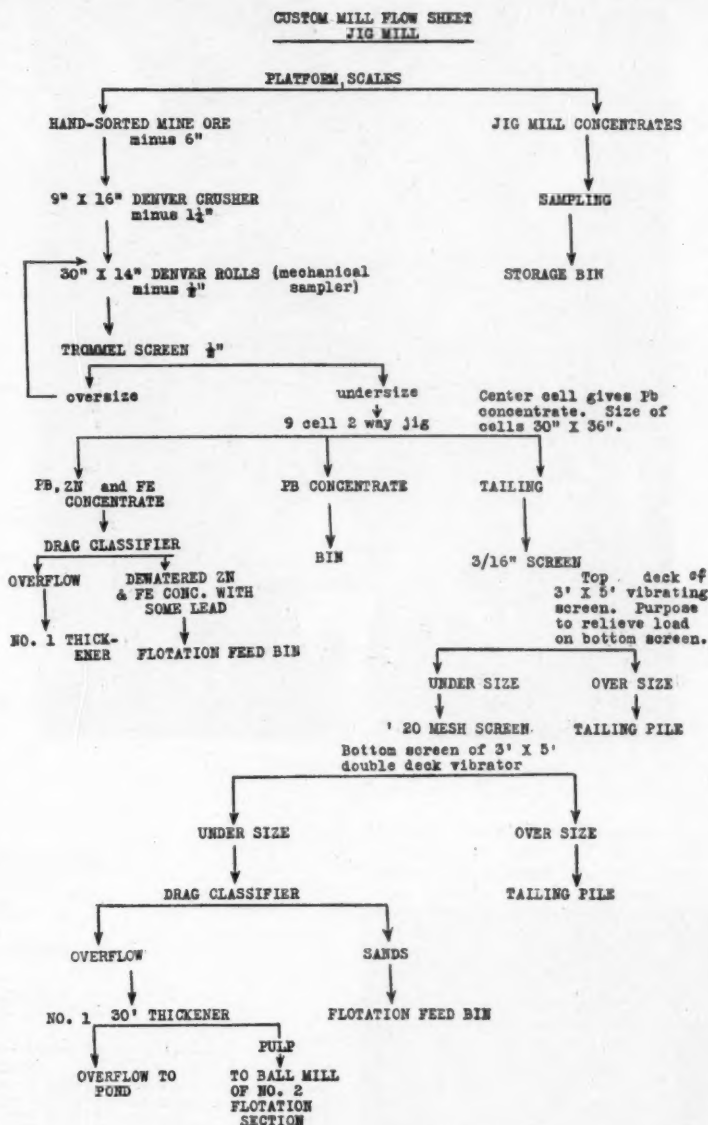 CUSTOM MILL FLOW SHEET
JIG MILL
PLATFORM SCALES
HAND-SORTED MINE ORE
minus 6"
JIG MILL CONCENTRATES
9" X 16" DENVER CRUSHER
minus 1¼"
SAMPLING
30" X 14" DENVER ROLLS (mechanical
minus ½" sampler)
STORAGE BIN
TROMMEL SCREEN ½"
oversize
undersize
Center cell gives Pb
concentrate. Size of
cells 30" X 36".
9 cell 2 way jig
PB, ZN and FE
CONCENTRATE
PB CONCENTRATE
TAILING
DRAG CLASSIFIER
BIN
3/16" SCREEN
OVERFLOW
DEWATERED ZN
& FE CONC. WITH
SOME LEAD
Top deck of
3' X 5' vibrating
screen. Purpose
to relieve load
on bottom screen.
NO. 1 THICK-
ENER
FLOTATION FEED BIN
UNDER SIZE
OVER SIZE
' 20 MESH SCREEN
TAILING PILE
Bottom screen of 3' X 5'
double deck vibrator
UNDER SIZE
OVER SIZE
DRAG CLASSIFIER
TAILING PILE
OVERFLOW
SANDS
NO. 1 30' THICKENER
FLOTATION FEED BIN
PULP
OVERFLOW TO
POND
TO BALL MILL
OF NO. 2
FLOTATION
SECTION